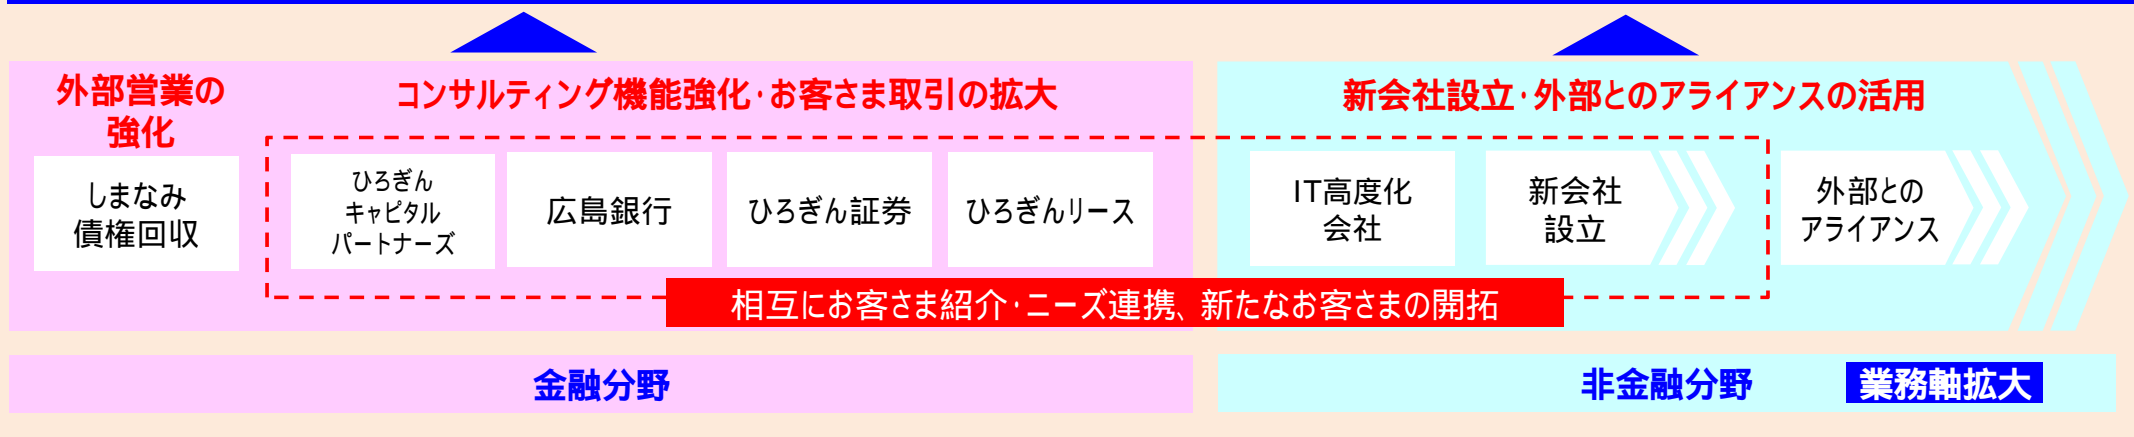 外部営業の
強化
コンサルティング機能強化・お客さま取引の拡大
新会社設立・外部とのアライアンスの活用
しまなみ
債権回収
ひろぎん
キャピタル
パートナーズ
広島銀行
ひろぎん証券
ひろぎんリース
IT高度化
会社
新会社
設立
外部との
アライアンス
相互にお客さま紹介・ニーズ連携、新たなお客さまの開拓
金融分野
非金融分野
業務軸拡大